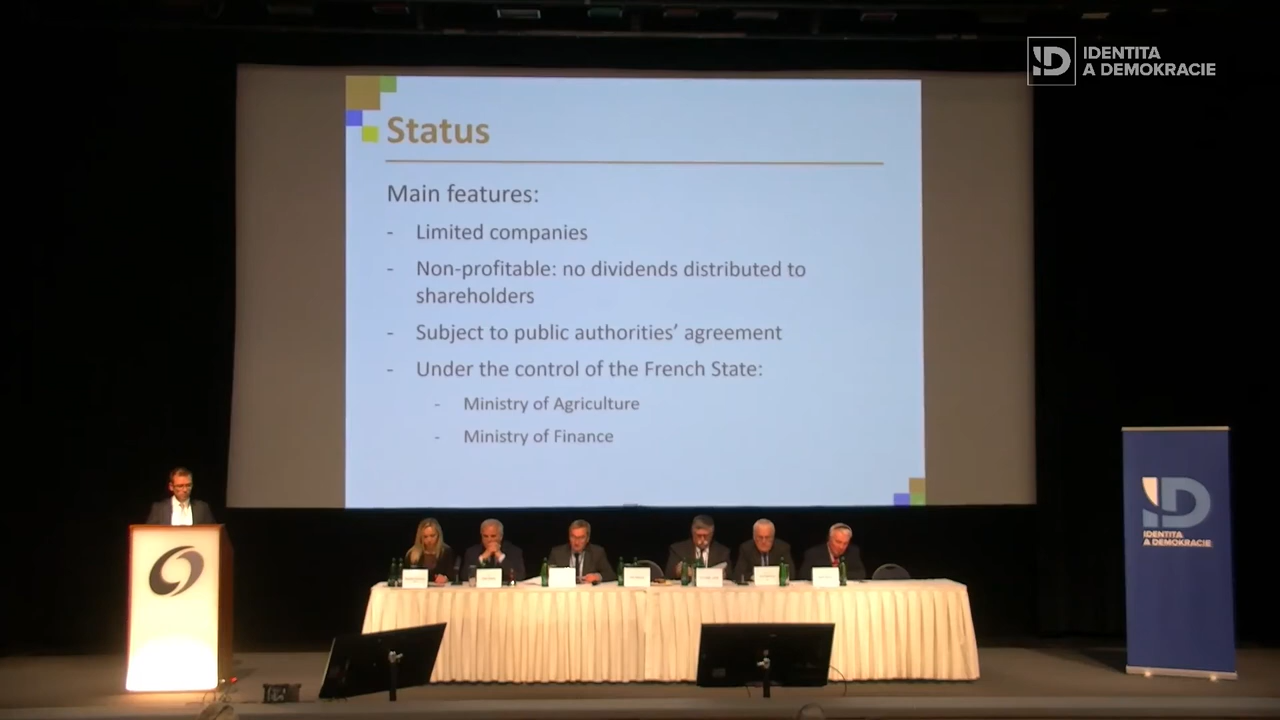 IDENTITA
A DEMOKRACIE
Status
Main features:
- Limited companies
- Non-profitable: no dividends distributed to
shareholders
- Subject to public authorities’ agreement
- Under the control of the French State:
- Ministry of Agriculture
- Ministry of Finance
ID
IDENTITA
A DEMOKRACIE